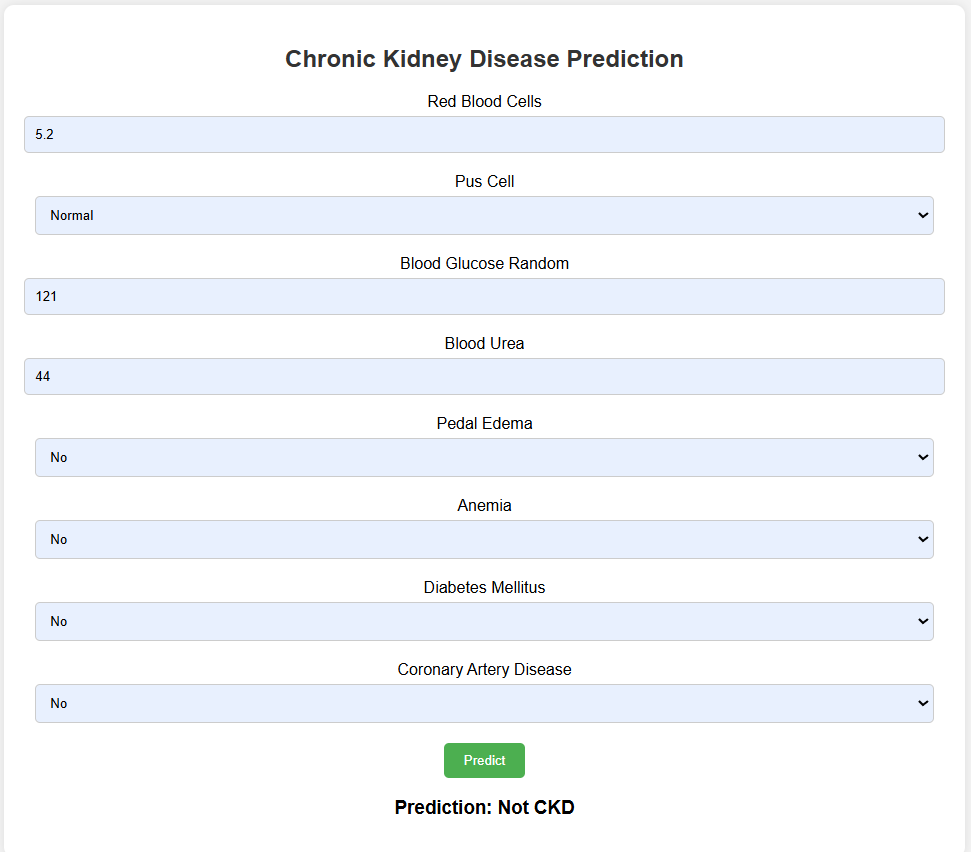 Chronic Kidney Disease Prediction
Red Blood Cells
5.2
Pus Cell
Normal
Blood Glucose Random
121
Blood Urea
44
Pedal Edema
No
Anemia
No
Diabetes Mellitus
No
Coronary Artery Disease
No
Predict
Prediction: Not CKD